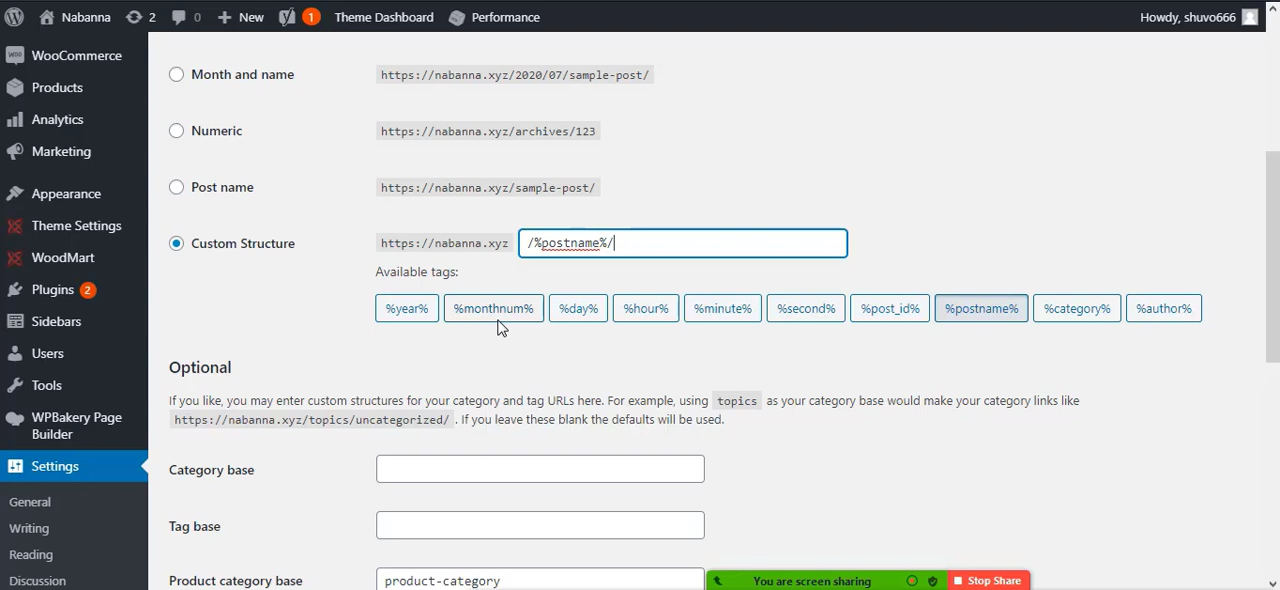 Nabanna 2 0 New 1 Theme Dashboard Performance Howdy, shuvo666
WooCommerce
Products
Analytics
Marketing
Appearance
Theme Settings
WoodMart
Plugins 2
Sidebars
Users
Tools
WPBakery Page
Builder
Settings
General
Writing
Reading
Discussion
Month and name https://nabanna.xyz/2020/07/sample-post/
Numeric https://nabanna.xyz/archives/123
Post name https://nabanna.xyz/sample-post/
Custom Structure https://nabanna.xyz /%postname%/
Available tags:
%year% %monthnum% %day% %hour% %minute% %second% %post_id% %postname% %category% %author%
Optional
If you like, you may enter custom structures for your category and tag URLs here. For example, using topics as your category base would make your category links like
https://nabanna.xyz/topics/uncategorized/ . If you leave these blank the defaults will be used.
Category base
Tag base
Product category base product-category
You are screen sharing Stop Share